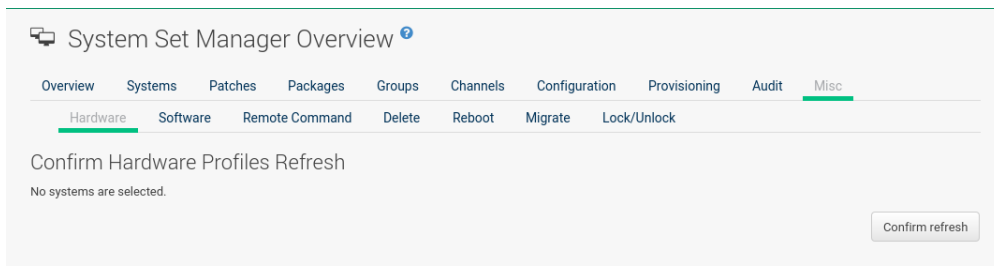 System Set Manager Overview ?
Overview Systems Patches Packages Groups Channels Configuration Provisioning Audit Misc
Hardware Software Remote Command Delete Reboot Migrate Lock/Unlock
Confirm Hardware Profiles Refresh
No systems are selected.
Confirm refresh